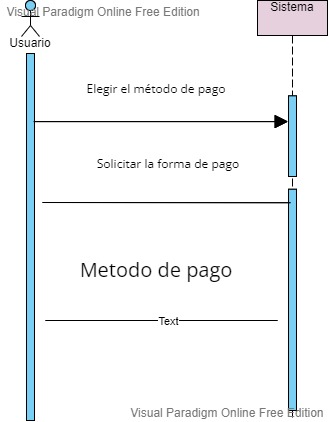 Visual Paradigm Online Free Edition
Sistema
Usuario
Elegir el método de pago
Solicitar la forma de pago
Metodo de pago
Text
Visual Paradigm Online Free Edition